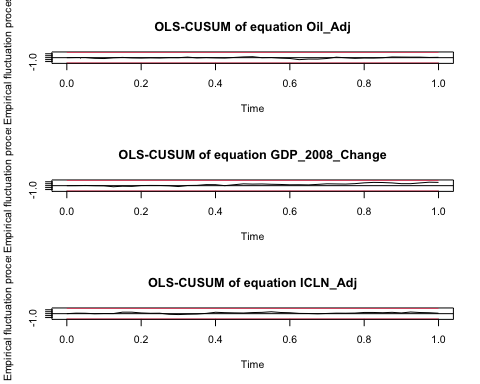 OLS-CUSUM of equation Oil_Adj
Empirical fluctuation proces
-1.0
0.0 0.2 0.4 0.6 0.8 1.0
Time
OLS-CUSUM of equation GDP_2008_Change
Empirical fluctuation proces
-1.0
0.0 0.2 0.4 0.6 0.8 1.0
Time
OLS-CUSUM of equation ICLN_Adj
Empirical fluctuation proces
-1.0
0.0 0.2 0.4 0.6 0.8 1.0
Time